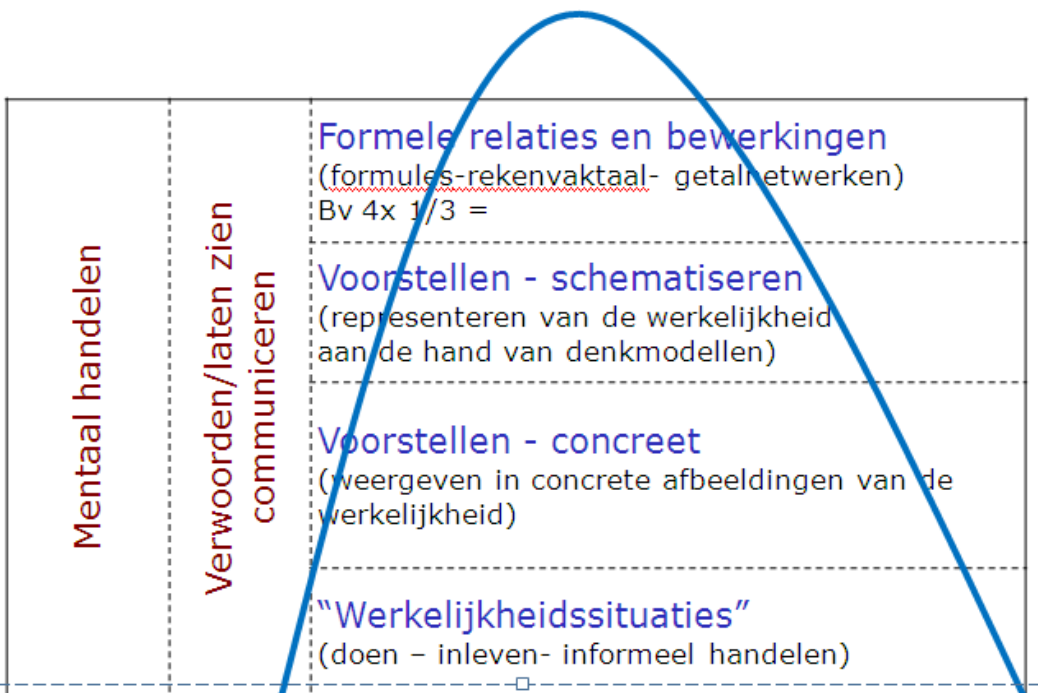 Mentaal handelen
Verwoorden/laten zien
communiceren
Formele relaties en bewerkingen
(formules-rekenvaktaal- getalnetwerken)
Bv 4x 1/3 =
Voorstellen - schematiseren
(representeren van de werkelijkheid
aan de hand van denkmodellen)
Voorstellen - concreet
(weergeven in concrete afbeeldingen van de
werkelijkheid)
“Werkelijkheidssituaties”
(doen – inleven- informeel handelen)